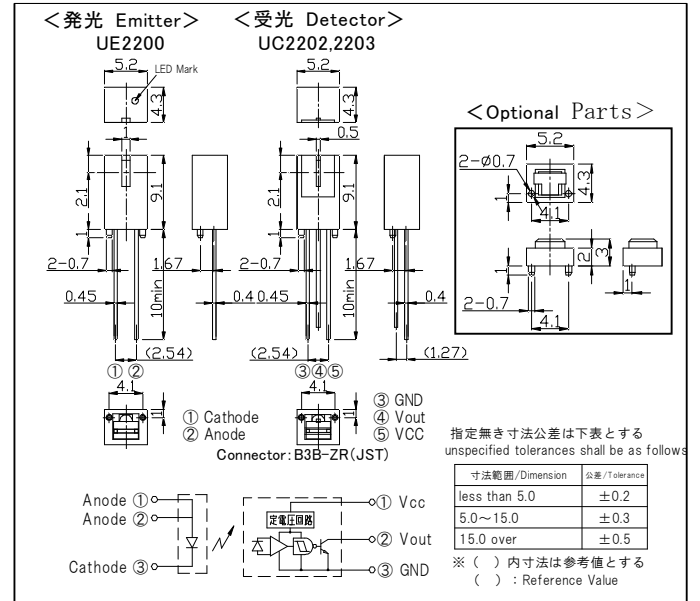 ＜発光 Emitter＞
UE2200
＜受光 Detector＞
UC2202,2203
5.2
LED Mark
4.3
1
2.1
9.1
1
2-0.7
1.67
0.45
10min
0.4
(2.54)
① ②
4.1
1
① Cathode
② Anode
5.2
4.3
0.5
2.1
9.1
1
2-0.7
1.67
0.45
10min
0.4
(2.54)
(1.27)
③④⑤
4.1
1
③ GND
④ Vout
⑤ VCC
Connector:B3B-ZR(JST)
＜Optional Parts＞
5.2
2-Ø0.7
4.3
1
4.1
1
2
3
1
2-0.7
4.1
Anode ①
Anode ②
Cathode ③
定電圧回路
① Vcc
② Vout
③ GND
指定無き寸法公差は下表とする
unspecified tolerances shall be as follows
寸法範囲/Dimension 公差/Tolerance
less than 5.0 ±0.2
5.0～15.0 ±0.3
15.0 over ±0.5
※（ ）内寸法は参考値とする
（ ）：Reference Value